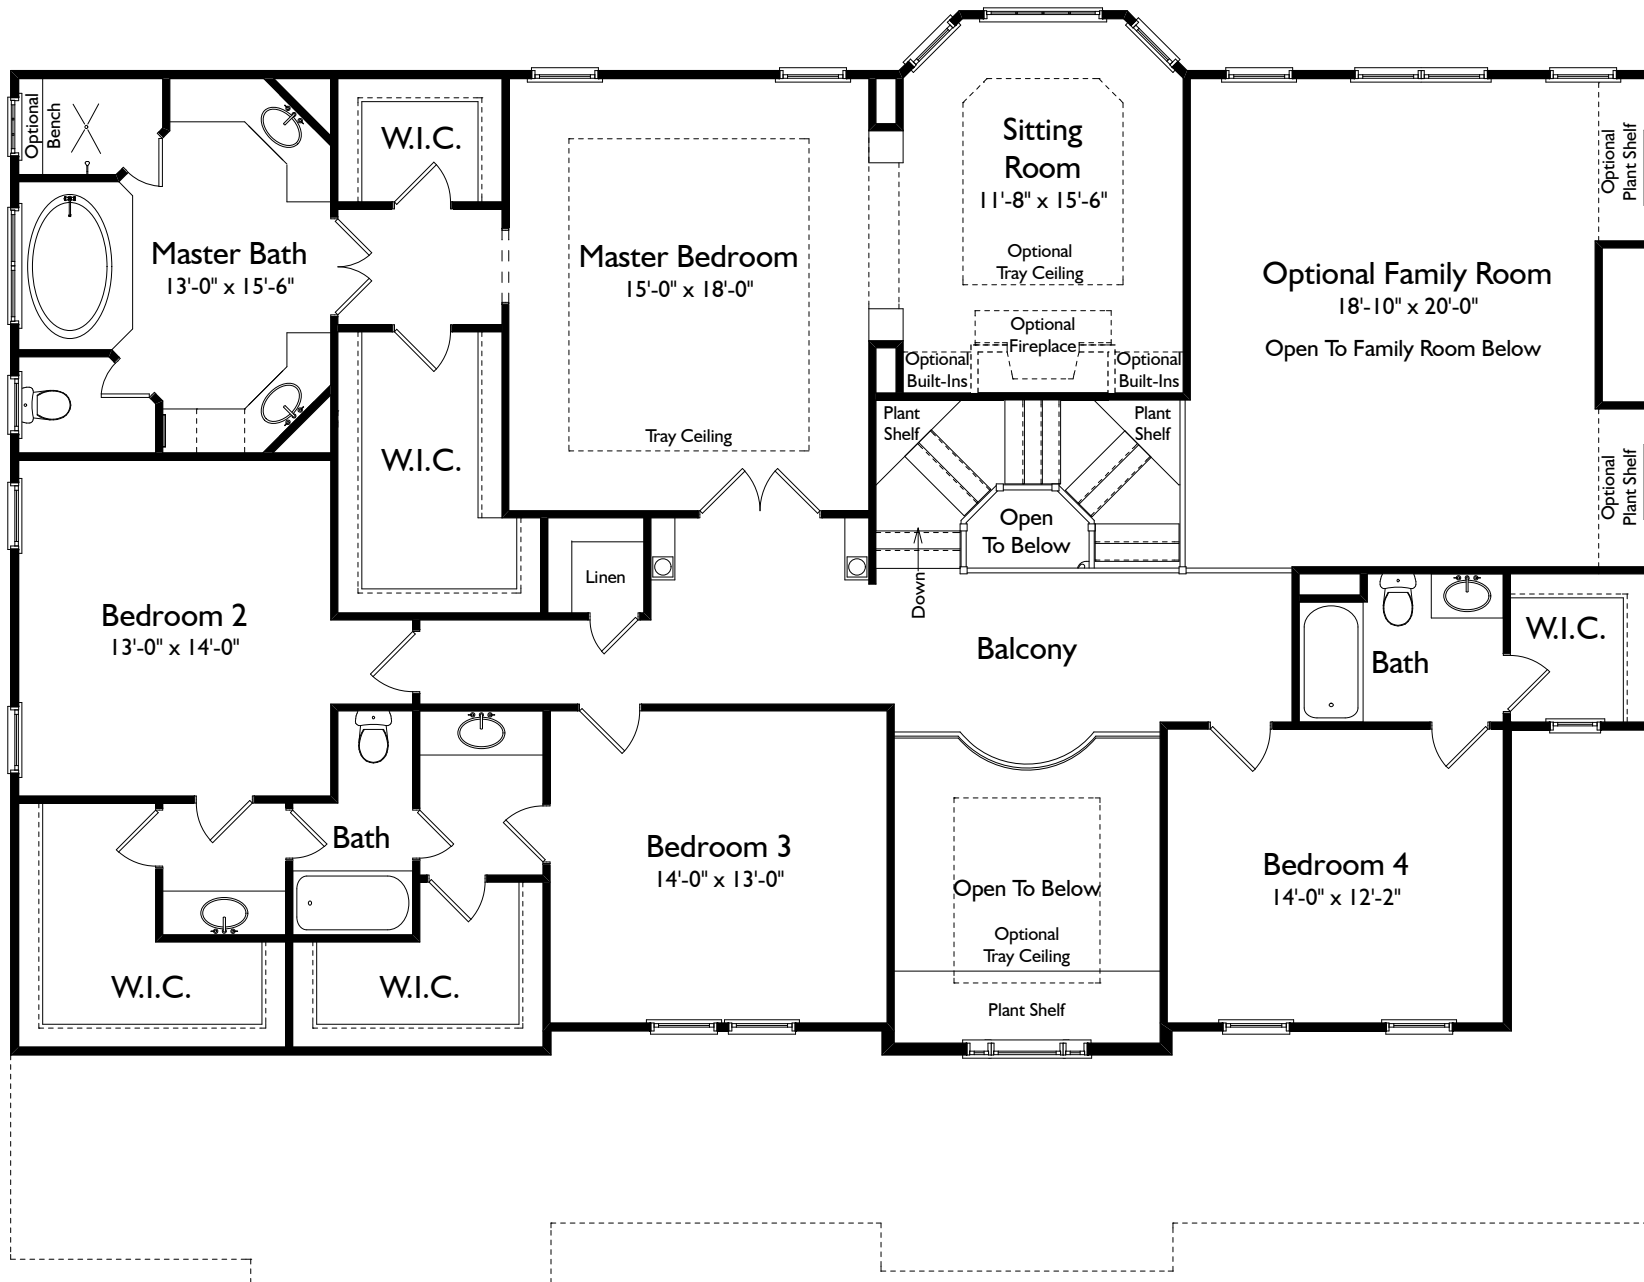 Optional
Bench
W.I.C.
Master Bath
13'-0" x 15'-6"
Master Bedroom
15'-0" x 18'-0"
Tray Ceiling
Sitting
Room
11'-8" x 15'-6"
Optional
Tray Ceiling
Optional
Fireplace
Optional
Built-Ins
Optional
Built-Ins
Optional Family Room
18'-10" x 20'-0"
Open To Family Room Below
Optional
Plant Shelf
Optional
Plant Shelf
Plant
Shelf
Plant
Shelf
Open
To Below
Down
W.I.C.
Linen
Bedroom 2
13'-0" x 14'-0"
Balcony
Bath
W.I.C.
Bath
Bedroom 3
14'-0" x 13'-0"
Open To Below
Optional
Tray Ceiling
Plant Shelf
Bedroom 4
14'-0" x 12'-2"
W.I.C.
W.I.C.